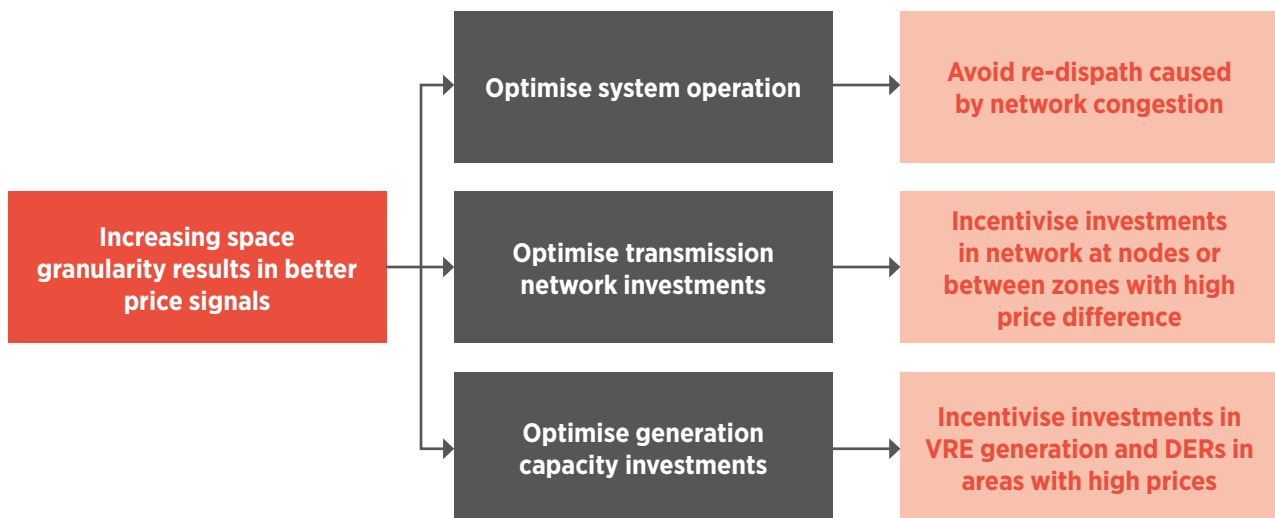 Increasing space
granularity results in better
price signals
Optimise system operation
Avoid re-dispath caused
by network congestion
Optimise transmission
network investments
Incentivise investments
in network at nodes or
between zones with high
price difference
Optimise generation
capacity investments
Incentivise investments in
VRE generation and DERs in
areas with high prices